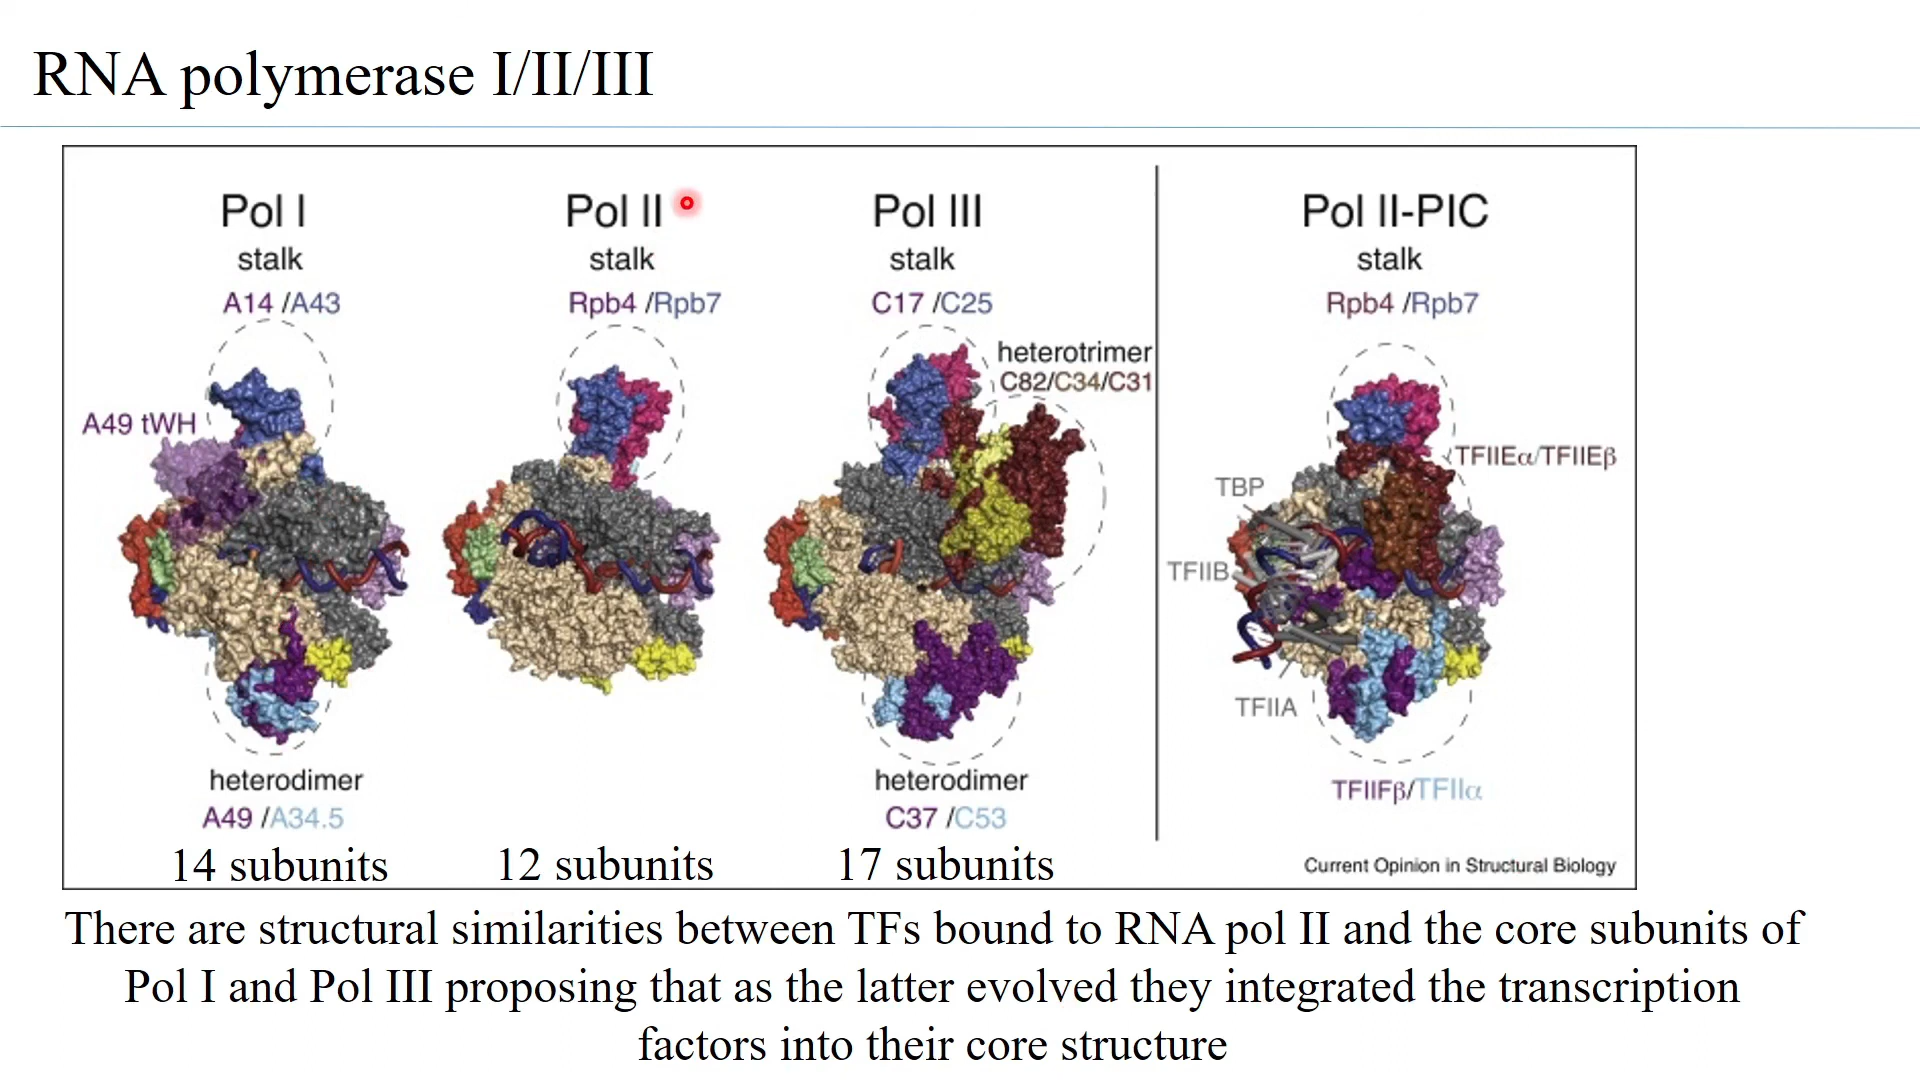 RNA polymerase I/II/III
Pol I
stalk
A14 /A43
A49 tWH
heterodimer
A49 /A34.5
14 subunits
Pol II
stalk
Rpb4 /Rpb7
12 subunits
Pol III
stalk
C17 /C25
heterotrimer
C82/C34/C31
heterodimer
C37 /C53
17 subunits
Pol II-PIC
stalk
Rpb4 /Rpb7
TFIIEα/TFIIEβ
TBP
TFIIB
TFIIA
TFIIFβ/TFIIα
Current Opinion in Structural Biology
There are structural similarities between TFs bound to RNA pol II and the core subunits of
Pol I and Pol III proposing that as the latter evolved they integrated the transcription
factors into their core structure